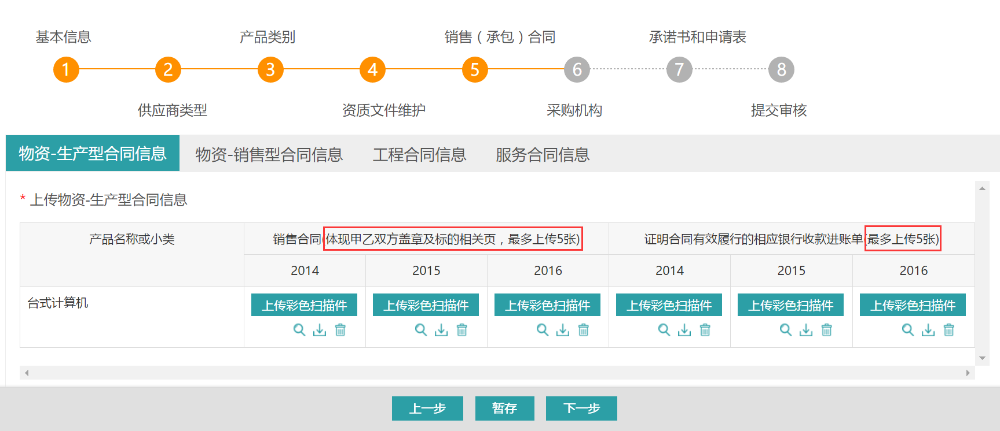 基本信息
产品类别
销售（承包）合同
承诺书和申请表
1
2
3
4
5
6
7
8
供应商类型
资质文件维护
采购机构
提交审核
物资-生产型合同信息
物资-销售型合同信息
工程合同信息
服务合同信息
* 上传物资-生产型合同信息
产品名称或小类
销售合同(体现甲乙双方盖章及标的相关页，最多上传5张)
证明合同有效履行的相应银行收款进账单(最多上传5张)
2014
2015
2016
2014
2015
2016
台式计算机
上传彩色扫描件
上传彩色扫描件
上传彩色扫描件
上传彩色扫描件
上传彩色扫描件
上传彩色扫描件
上一步
暂存
下一步